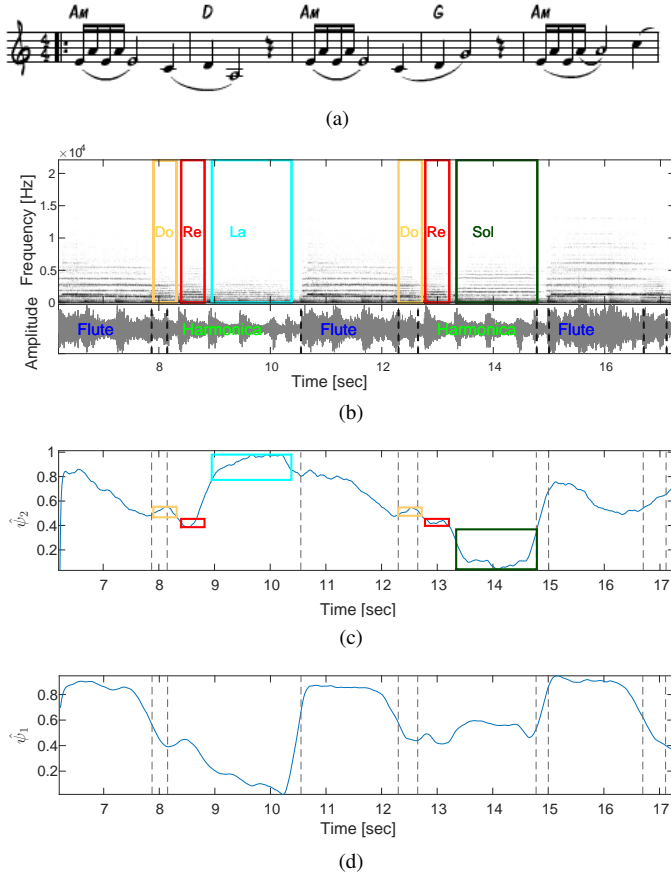 Am D Am G Am
4
4
(a)
×10⁴
Frequency [Hz]
2
1.5
1
0.5
0
Do Re La Do Re Sol
Amplitude
Flute Harmonica Flute Harmonica Flute
8 10 12 14 16
Time [sec]
(b)
ψ̂₂
1
0.8
0.6
0.4
0.2
7 8 9 10 11 12 13 14 15 16 17
Time [sec]
(c)
ψ̂₁
0.8
0.6
0.4
0.2
7 8 9 10 11 12 13 14 15 16 17
Time [sec]
(d)